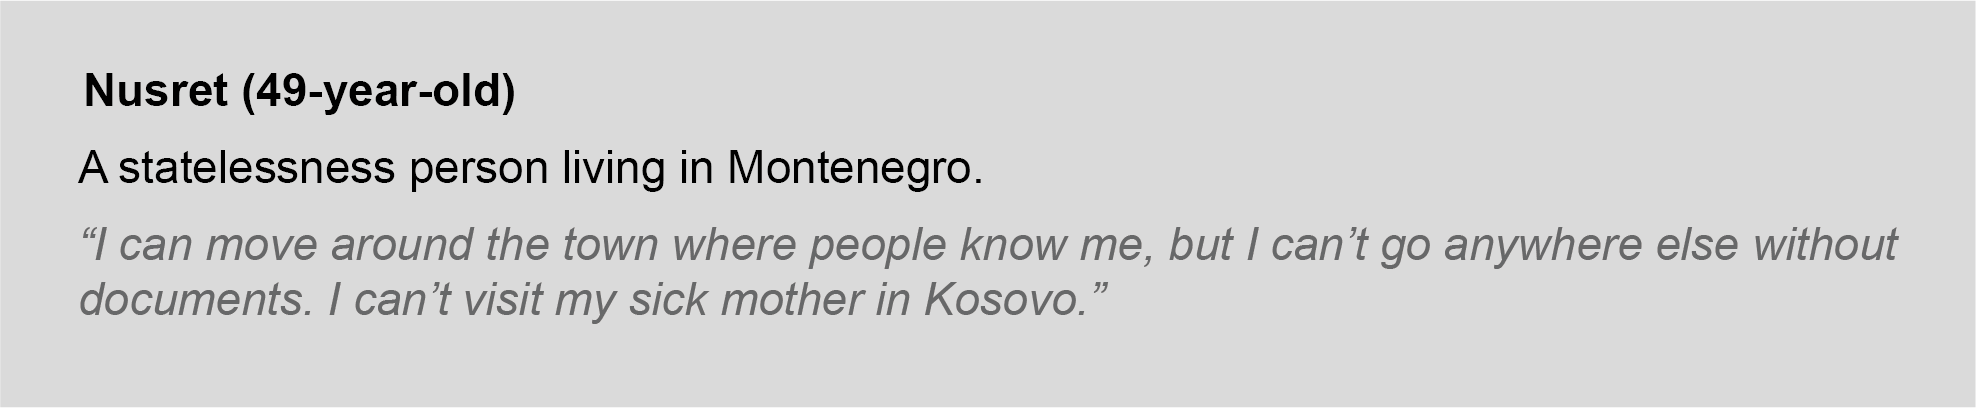 Nusret (49-year-old)
A statelessness person living in Montenegro.
“I can move around the town where people know me, but I can’t go anywhere else without
documents. I can’t visit my sick mother in Kosovo.”